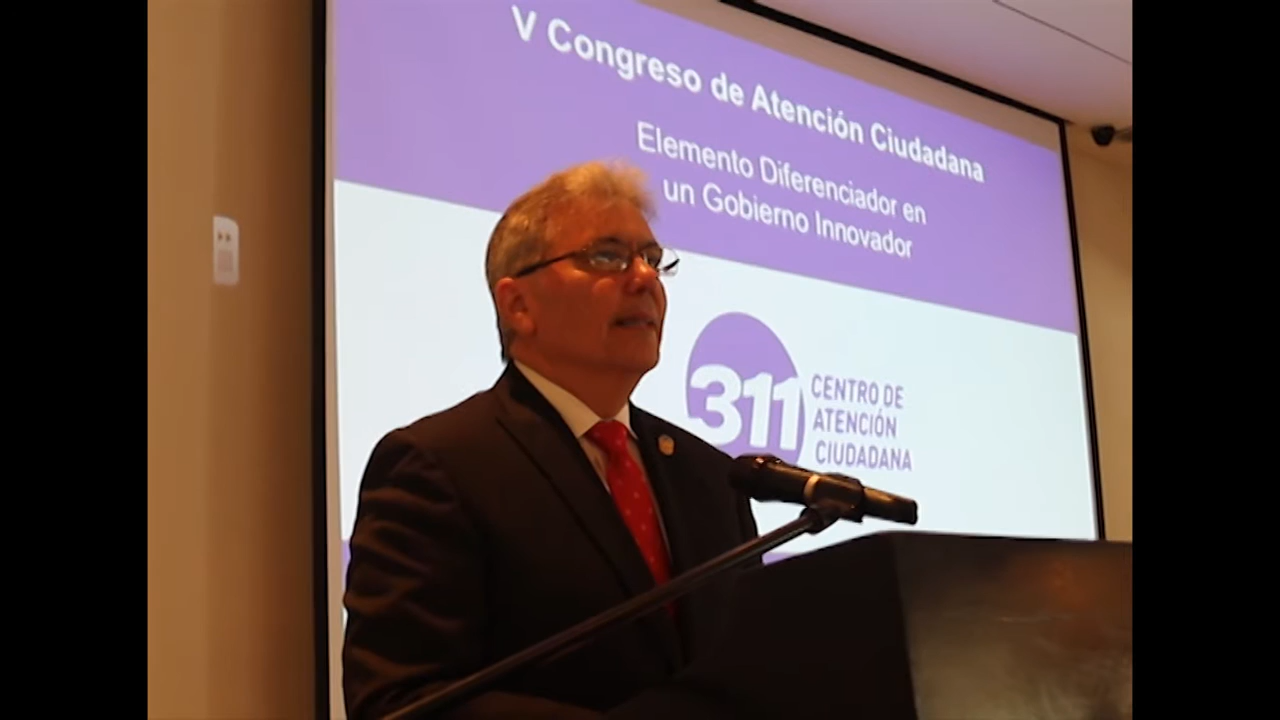 V Congreso de Atención Ciudadana
Elemento Diferenciador en
un Gobierno Innovador
311
CENTRO DE
ATENCIÓN
CIUDADANA